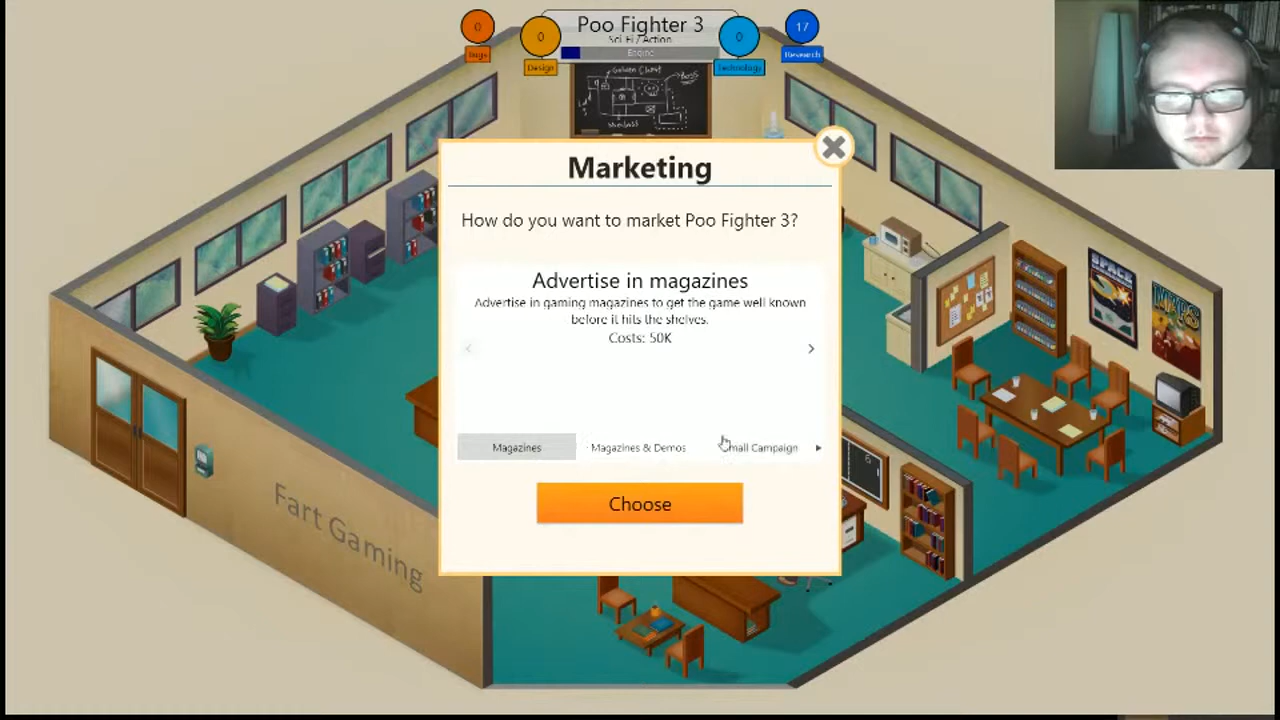 Poo Fighter 3
Sci-Fi / Action
Engine
0
Bugs
0
Design
0
Technology
17
Research
Marketing
How do you want to market Poo Fighter 3?
Advertise in magazines
Advertise in gaming magazines to get the game well known
before it hits the shelves.
Costs: 50K
Magazines
Magazines & Demos
Small Campaign
Choose
Fart Gaming
SPACE